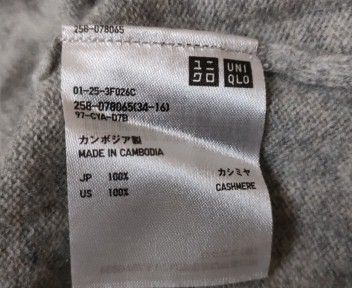 258-078065
ユニクロ
UNIQLO
01-25-3F026C
258-078065(34-16)
97-CYA-07B
カンボジア製
MADE IN CAMBODIA
カシミヤ
JP 100%
US 100% CASHMERE